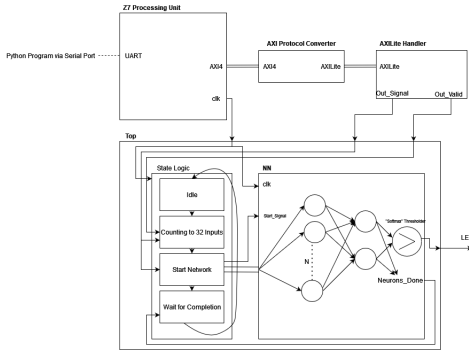 Z7 Processing Unit
Python Program via Serial Port
UART
AXI4
clk
AXI Protocol Converter
AXI4
AXILite
AXILite Handler
AXILite
Out_Signal
Out_Valid
Top
State Logic
Idle
Counting to 32 Inputs
Start Network
Wait for Completion
NN
clk
Start_Signal
N
"Softmax" Thresholder
Neurons_Done